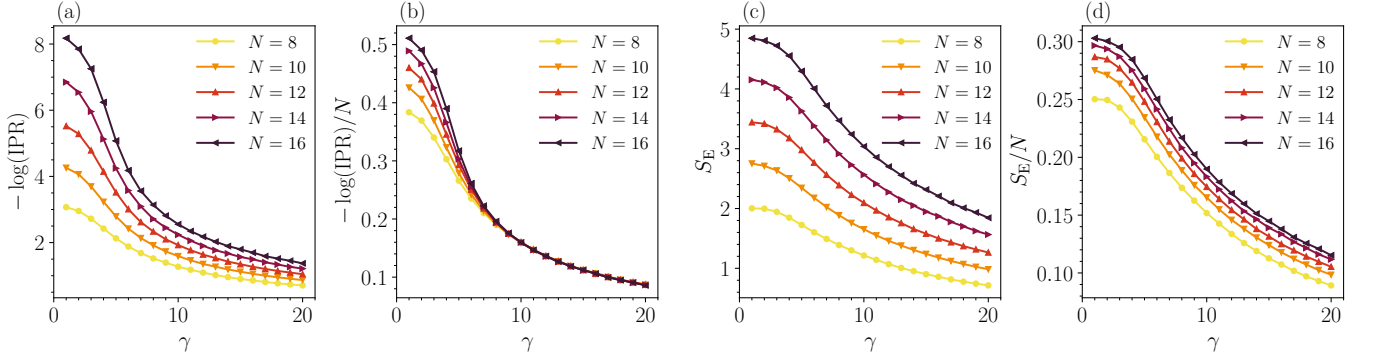 (a)
− log(IPR)
8
6
4
2
0
10
20
γ
N = 8
N = 10
N = 12
N = 14
N = 16
(b)
− log(IPR)/N
0.5
0.4
0.3
0.2
0.1
0
10
20
γ
N = 8
N = 10
N = 12
N = 14
N = 16
(c)
S_E
5
4
3
2
1
0
10
20
γ
N = 8
N = 10
N = 12
N = 14
N = 16
(d)
S_E/N
0.30
0.25
0.20
0.15
0.10
0
10
20
γ
N = 8
N = 10
N = 12
N = 14
N = 16